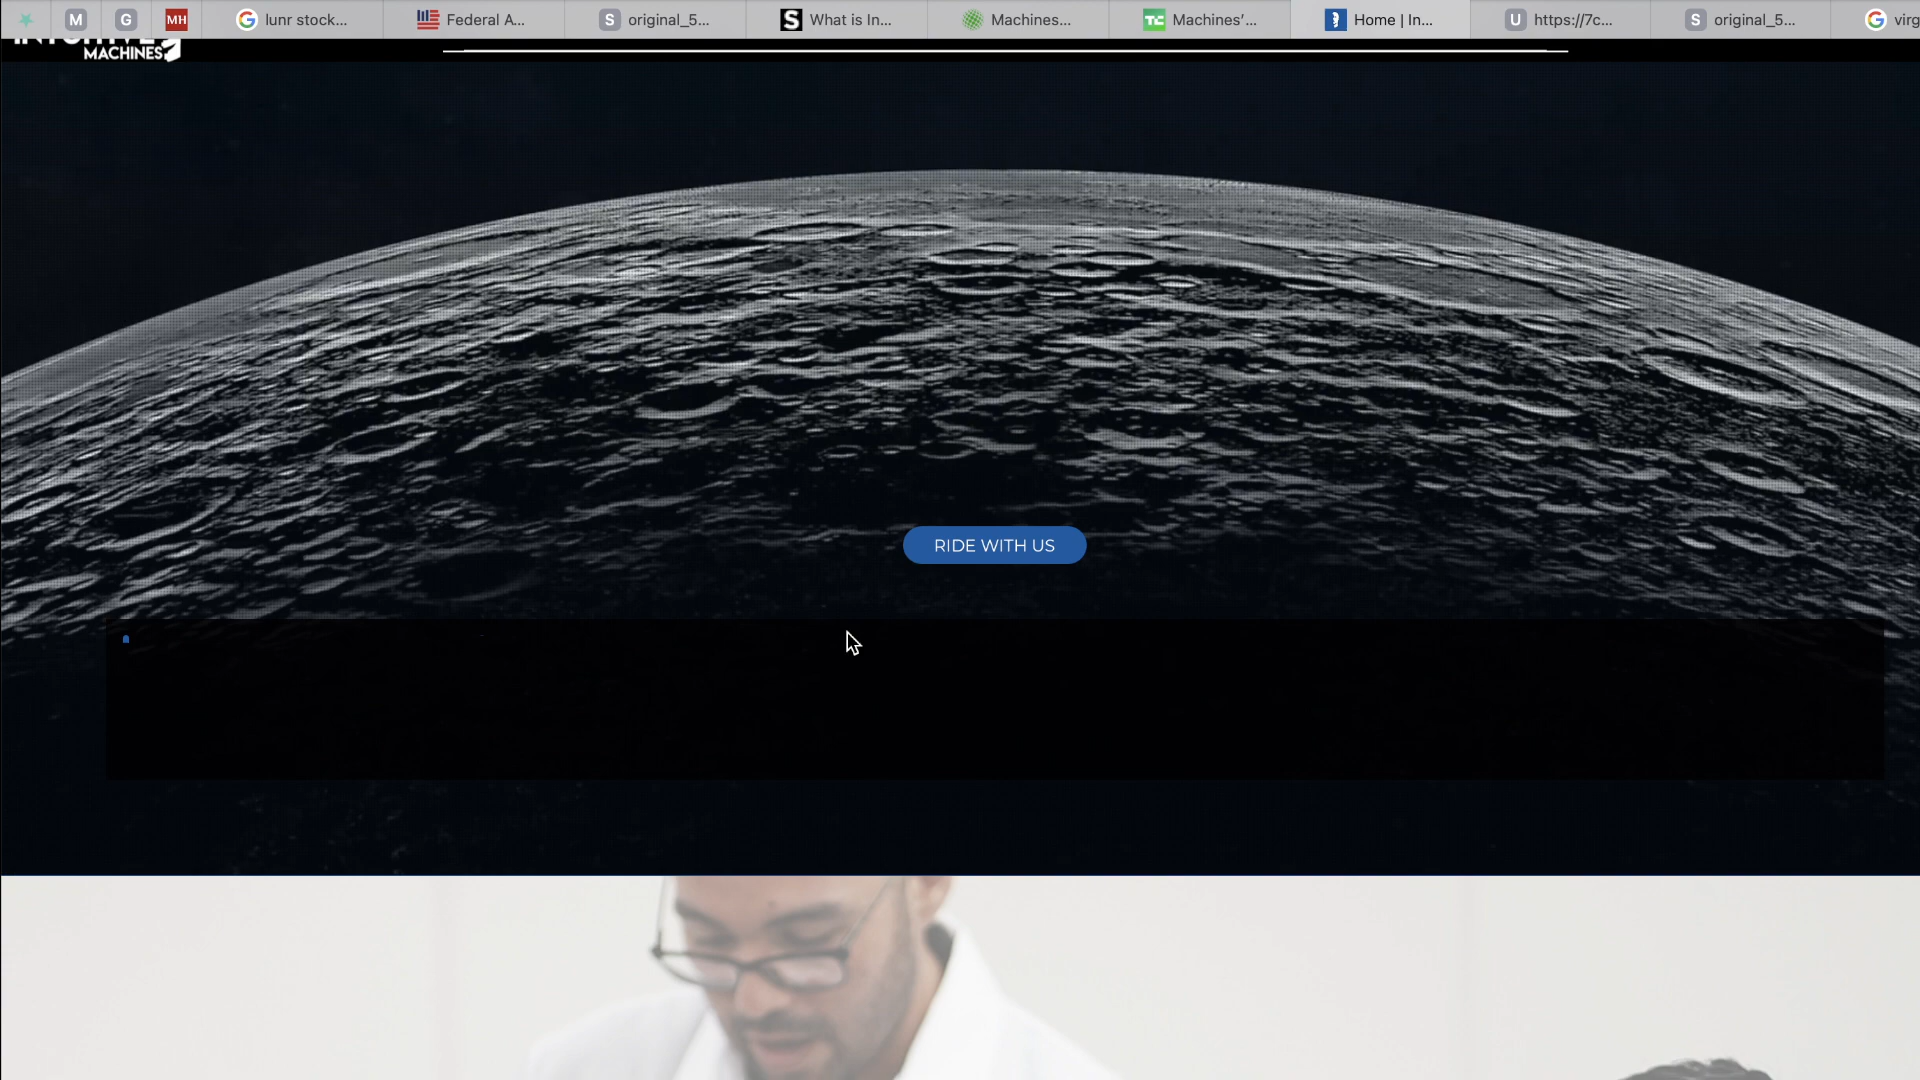 M
G
MH
lunr stock...
Federal A...
S
original_5...
S
What is In...
Machines...
TC
Machines'...
Home | In...
U
https://7c...
S
original_5...
virg
INTUITIVE
MACHINES
RIDE WITH US